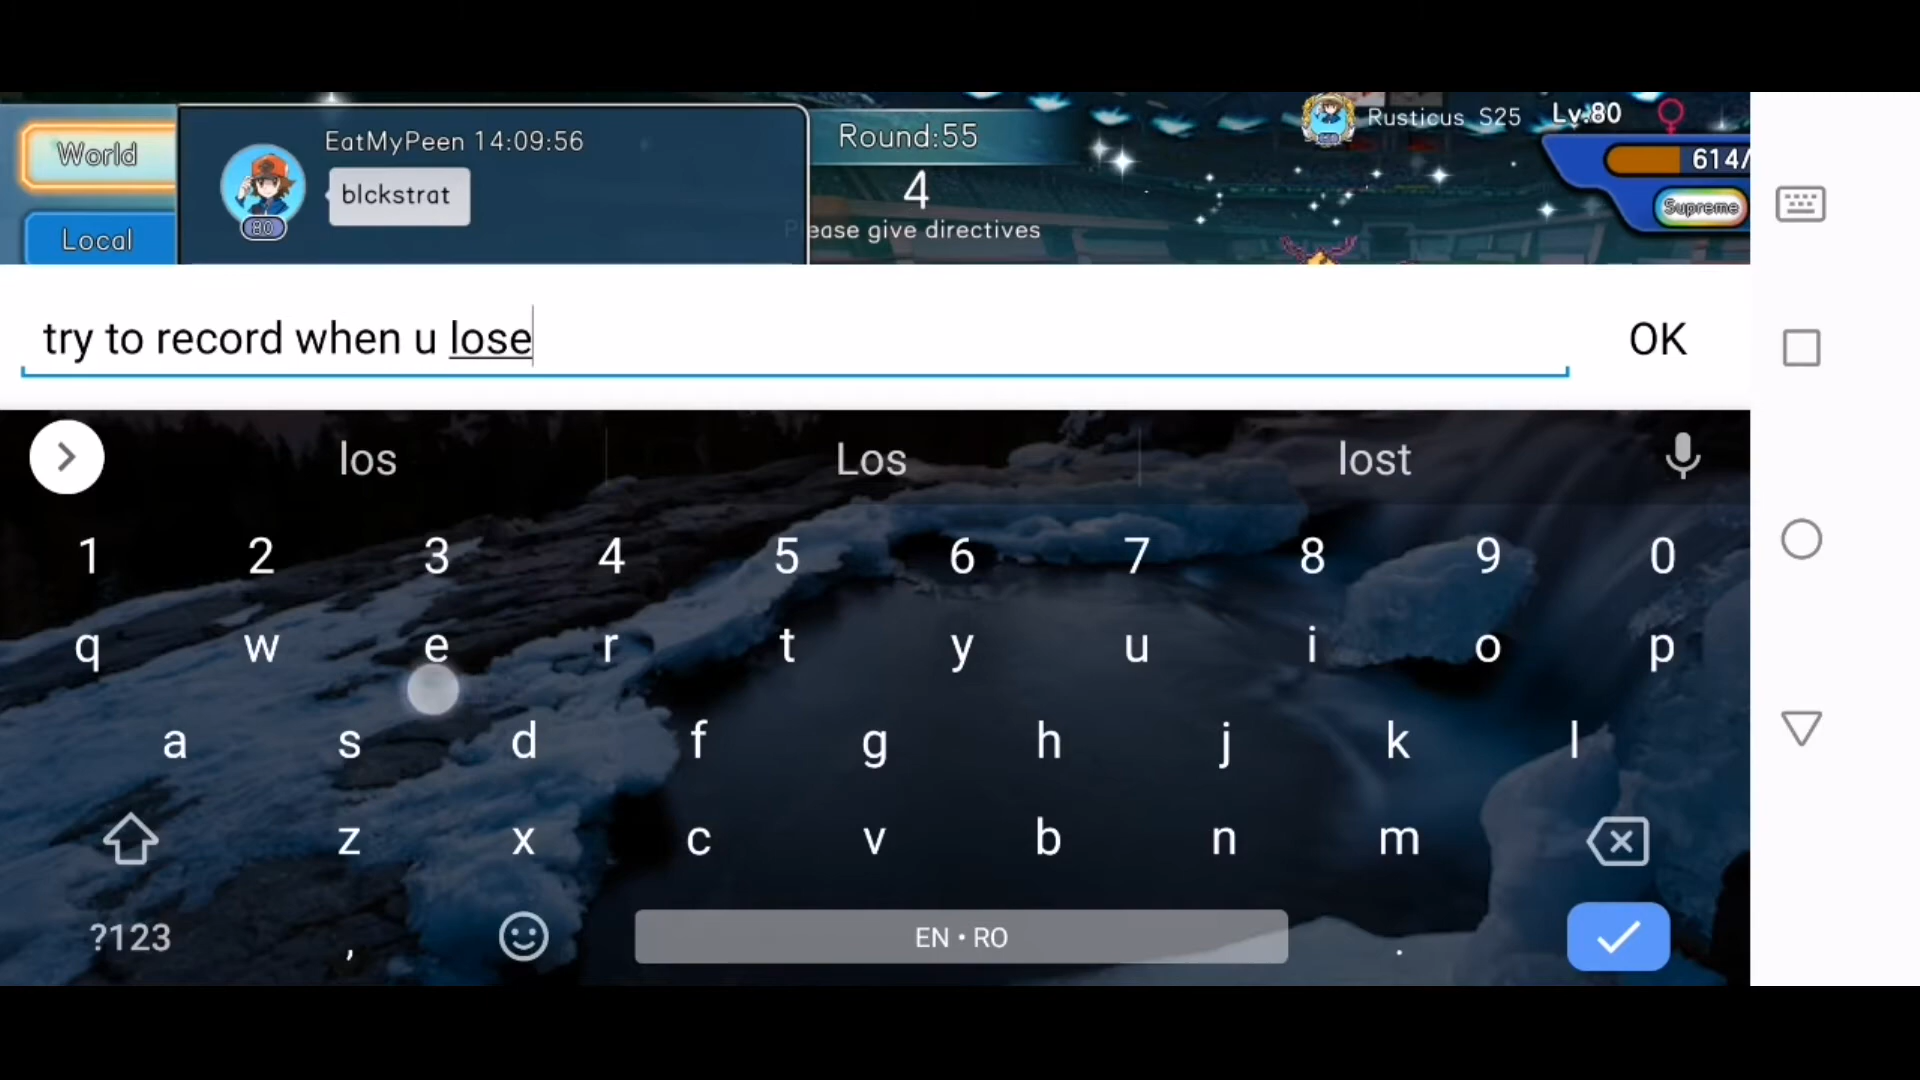 World
Local
EatMyPeen 14:09:56
blckstrat
80
Round:55
4
Please give directives
Rusticus S25 Lv.80
614/
Supreme
try to record when u lose
OK
los Los lost
1 2 3 4 5 6 7 8 9 0
q w e r t y u i o p
a s d f g h j k l
z x c v b n m
?123 , EN • RO .